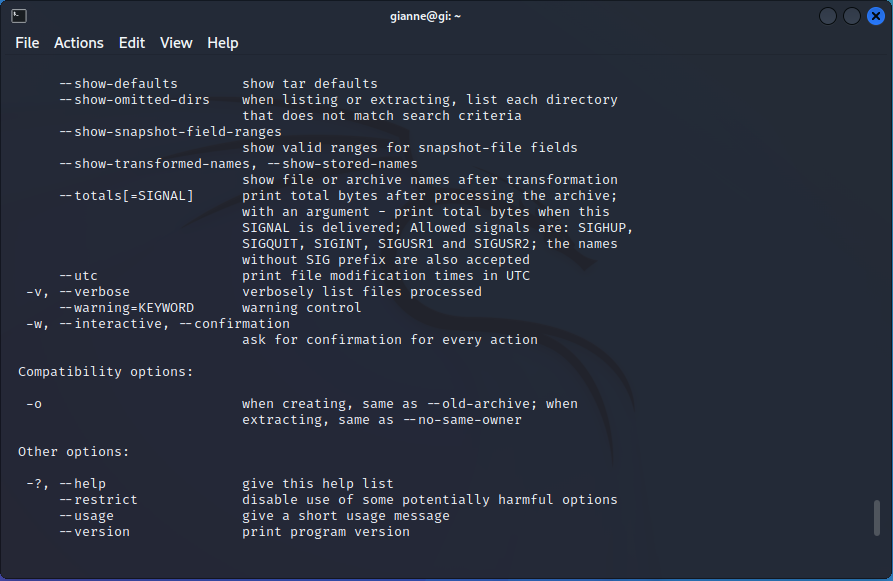 gianne@gi: ~
File Actions Edit View Help
--show-defaults show tar defaults
--show-omitted-dirs when listing or extracting, list each directory
that does not match search criteria
--show-snapshot-field-ranges
show valid ranges for snapshot-file fields
--show-transformed-names, --show-stored-names
show file or archive names after transformation
--totals[=SIGNAL] print total bytes after processing the archive;
with an argument - print total bytes when this
SIGNAL is delivered; Allowed signals are: SIGHUP,
SIGQUIT, SIGINT, SIGUSR1 and SIGUSR2; the names
without SIG prefix are also accepted
--utc print file modification times in UTC
-v, --verbose verbosely list files processed
--warning=KEYWORD warning control
-w, --interactive, --confirmation
ask for confirmation for every action
Compatibility options:
-o when creating, same as --old-archive; when
extracting, same as --no-same-owner
Other options:
-?, --help give this help list
--restrict disable use of some potentially harmful options
--usage give a short usage message
--version print program version